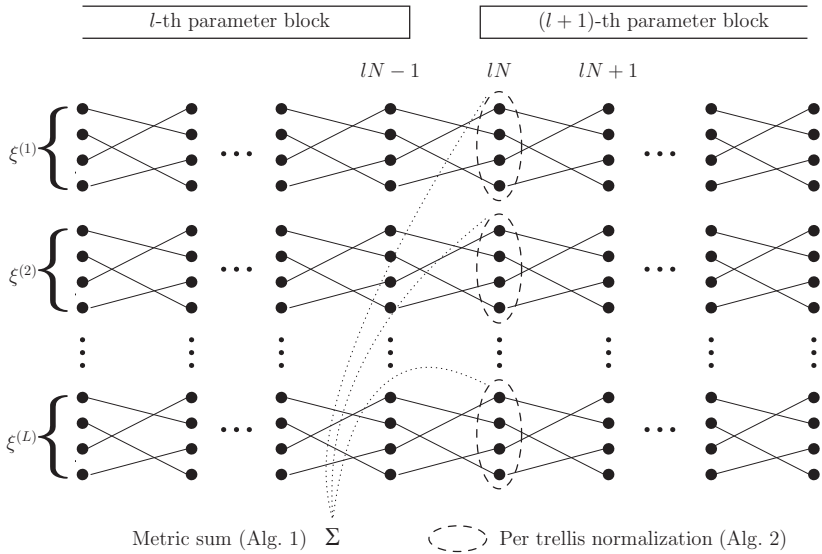 l-th parameter block
(l + 1)-th parameter block
lN − 1
lN
lN + 1
ξ^(1)
ξ^(2)
ξ^(L)
Metric sum (Alg. 1) Σ
Per trellis normalization (Alg. 2)